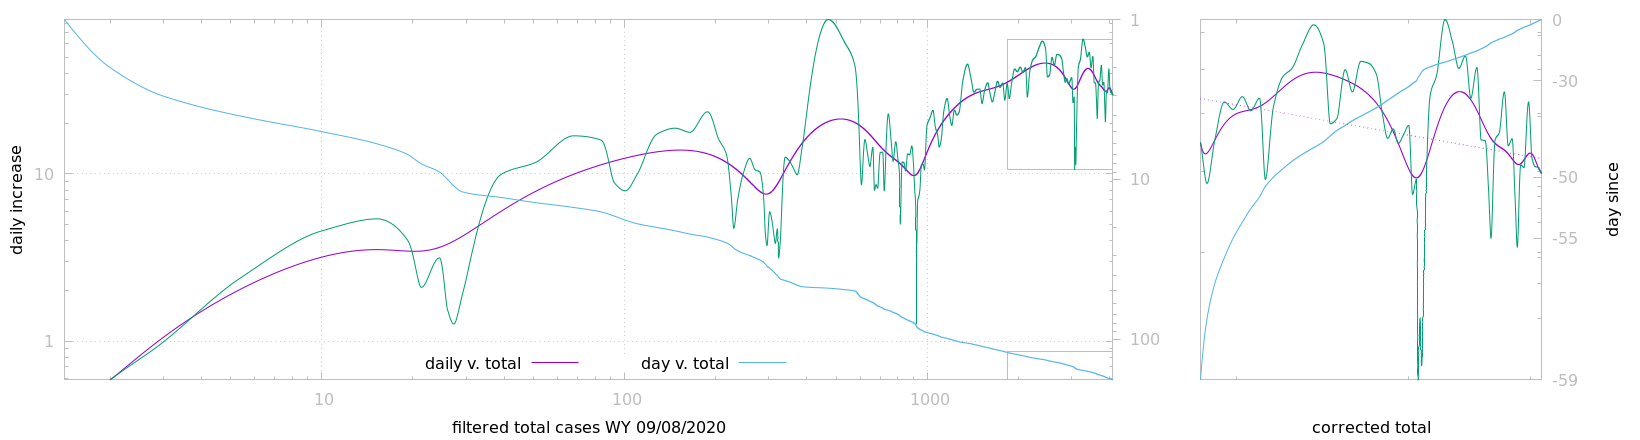 daily increase
10
1
daily v. total
day v. total
10
100
1000
filtered total cases WY 09/08/2020
1
10
100
0
-30
-50
-55
-59
day since
corrected total